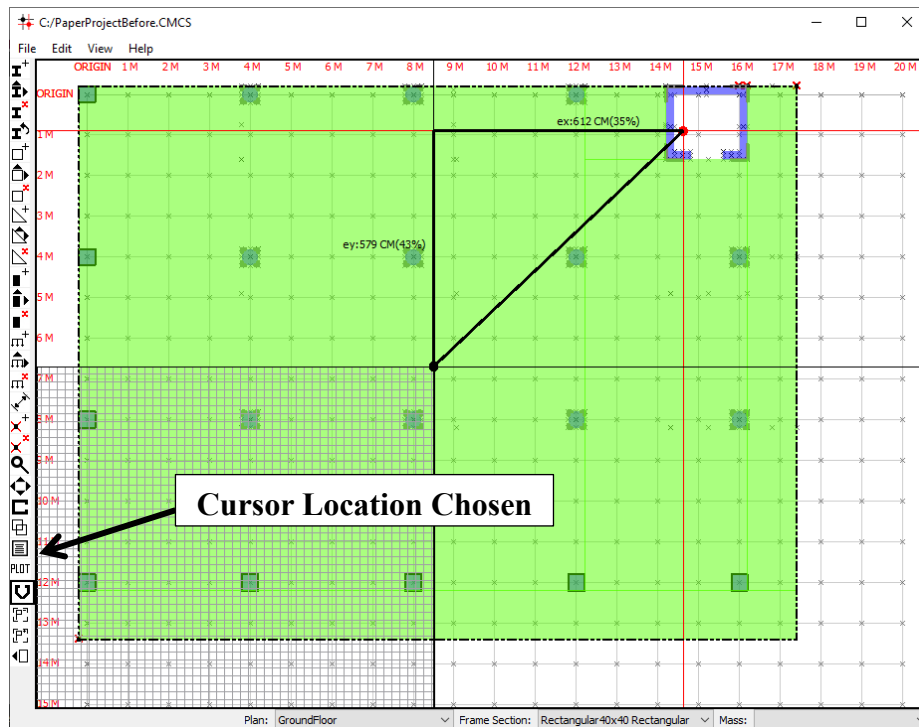 C:/PaperProjectBefore.CMCS
File Edit View Help
ORIGIN 1 M 2 M 3 M 4 M 5 M 6 M 7 M 8 M 9 M 10 M 11 M 12 M 13 M 14 M 15 M 16 M 17 M 18 M 19 M 20 M
ORIGIN
ex:612 CM(35%)
1 M
2 M
3 M
ey:579 CM(43%)
4 M
5 M
6 M
7 M
8 M
9 M
10 M
Cursor Location Chosen
11 M
PLOT
12 M
13 M
14 M
15 M
Plan: GroundFloor Frame Section: Rectangular40x40 Rectangular Mass: